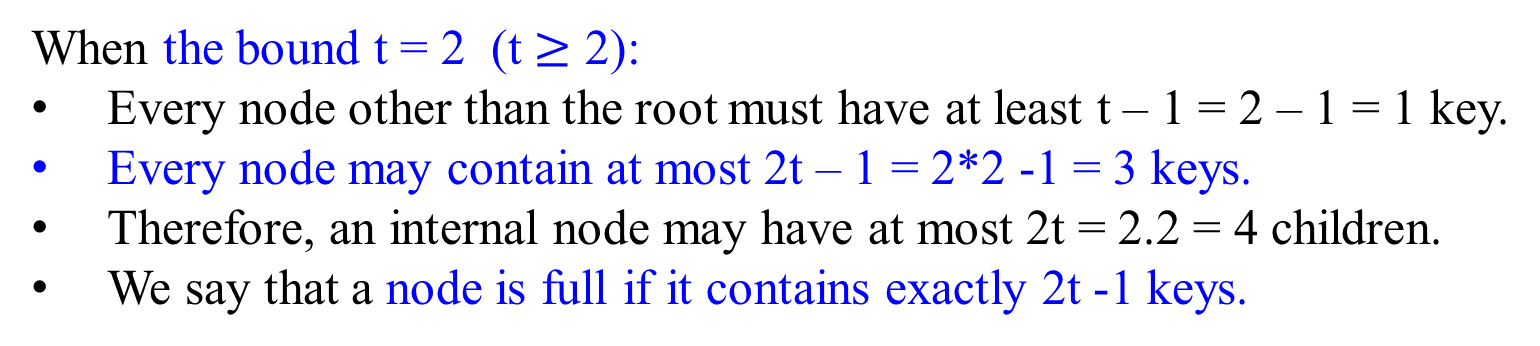 When the bound t = 2 (t ≥ 2):
• Every node other than the root must have at least t – 1 = 2 – 1 = 1 key.
• Every node may contain at most 2t – 1 = 2*2 -1 = 3 keys.
• Therefore, an internal node may have at most 2t = 2.2 = 4 children.
• We say that a node is full if it contains exactly 2t -1 keys.